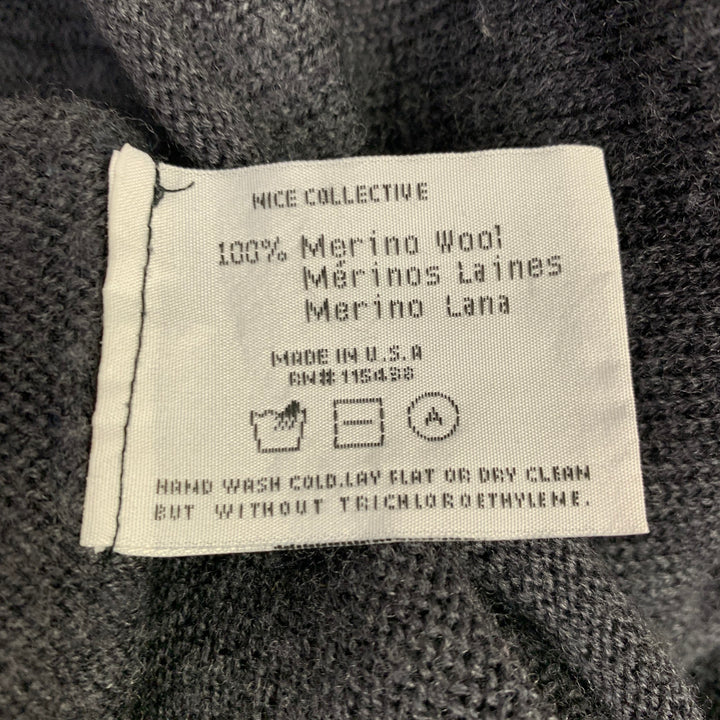 NICE COLLECTIVE
100% Merino Wool
Mérinos Laines
Merino Lana
MADE IN U.S.A
RN# 115498
A
HAND WASH COLD.LAY FLAT OR DRY CLEAN
BUT WITHOUT TRICHLOROETHYLENE.